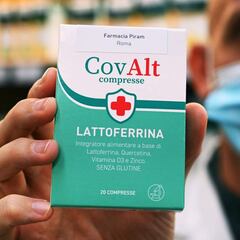 Farmacia Piram
Roma
CovAlt
compresse
LATTOFERRINA
Integratore alimentare a base di
Lattoferrina, Quercetina,
Vitamina D3 e Zinco.
SENZA GLUTINE
20 COMPRESSE